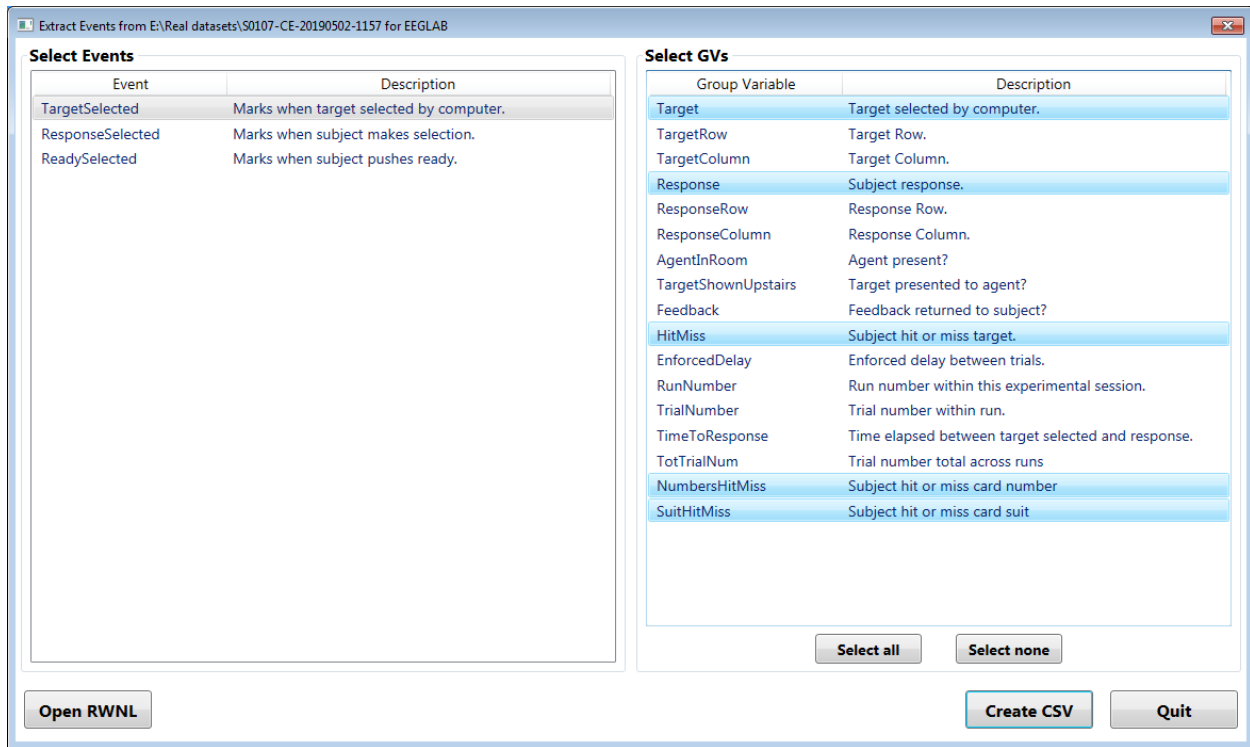 Extract Events from E:\Real datasets\S0107-CE-20190502-1157 for EEGLAB
Select Events
Event Description
TargetSelected Marks when target selected by computer.
ResponseSelected Marks when subject makes selection.
ReadySelected Marks when subject pushes ready.
Select GVs
Group Variable Description
Target Target selected by computer.
TargetRow Target Row.
TargetColumn Target Column.
Response Subject response.
ResponseRow Response Row.
ResponseColumn Response Column.
AgentInRoom Agent present?
TargetShownUpstairs Target presented to agent?
Feedback Feedback returned to subject?
HitMiss Subject hit or miss target.
EnforcedDelay Enforced delay between trials.
RunNumber Run number within this experimental session.
TrialNumber Trial number within run.
TimeToResponse Time elapsed between target selected and response.
TotTrialNum Trial number total across runs
NumbersHitMiss Subject hit or miss card number
SuitHitMiss Subject hit or miss card suit
Select all Select none
Open RWNL Create CSV Quit